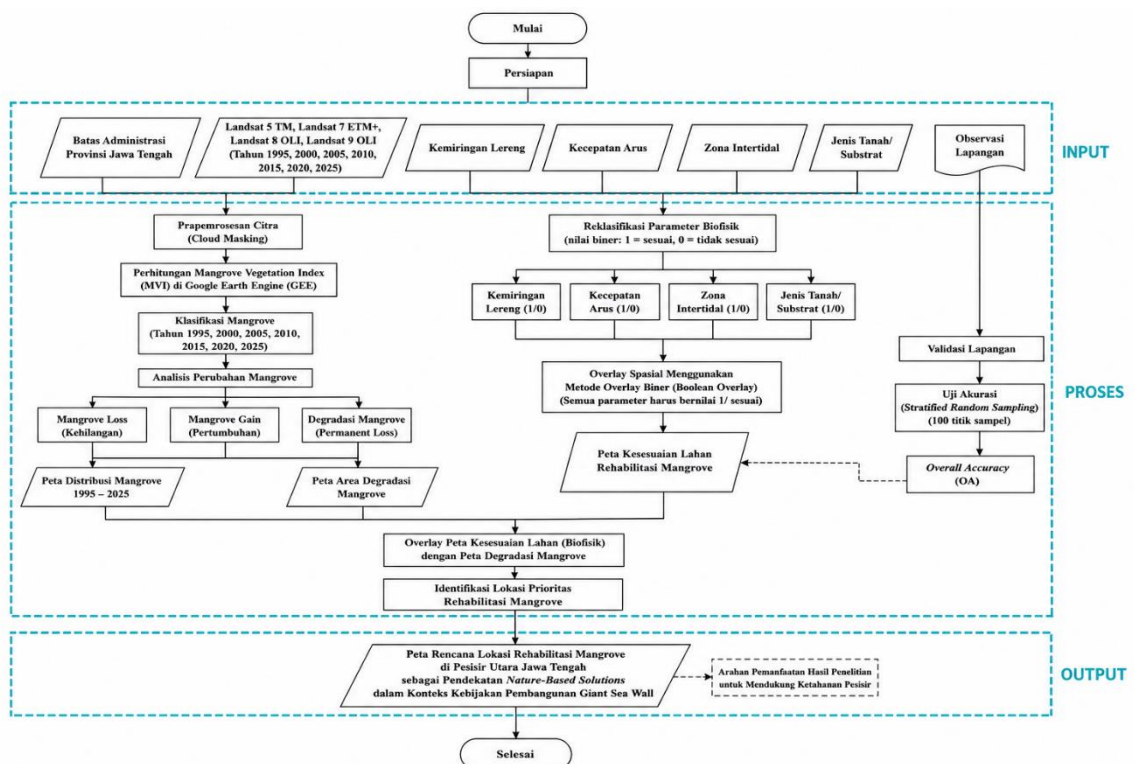 Mulai
Persiapan
Batas Administrasi
Provinsi Jawa Tengah
Landsat 5 TM, Landsat 7 ETM+,
Landsat 8 OLI, Landsat 9 OLI
(Tahun 1995, 2000, 2005, 2010,
2015, 2020, 2025)
Kemiringan Lereng
Kecepatan Arus
Zona Intertidal
Jenis Tanah/
Substrat
Observasi
Lapangan
INPUT
Prapemrosesan Citra
(Cloud Masking)
Perhitungan Mangrove Vegetation Index
(MVI) di Google Earth Engine (GEE)
Klasifikasi Mangrove
(Tahun 1995, 2000, 2005, 2010,
2015, 2020, 2025)
Analisis Perubahan Mangrove
Mangrove Loss
(Kehilangan)
Mangrove Gain
(Pertumbuhan)
Degradasi Mangrove
(Permanent Loss)
Peta Distribusi Mangrove
1995 – 2025
Peta Area Degradasi
Mangrove
Reklasifikasi Parameter Biofisik
(nilai biner: 1 = sesuai, 0 = tidak sesuai)
Kemiringan
Lereng (1/0)
Kecepatan
Arus (1/0)
Zona
Intertidal (1/0)
Jenis Tanah/
Substrat (1/0)
Overlay Spasial Menggunakan
Metode Overlay Biner (Boolean Overlay)
(Semua parameter harus bernilai 1/ sesuai)
Peta Kesesuaian Lahan
Rehabilitasi Mangrove
Validasi Lapangan
Uji Akurasi
(Stratified Random Sampling)
(100 titik sampel)
Overall Accuracy
(OA)
PROSES
Overlay Peta Kesesuaian Lahan (Biofisik)
dengan Peta Degradasi Mangrove
Identifikasi Lokasi Prioritas
Rehabilitasi Mangrove
Peta Rencana Lokasi Rehabilitasi Mangrove
di Pesisir Utara Jawa Tengah
sebagai Pendekatan Nature-Based Solutions
dalam Konteks Kebijakan Pembangunan Giant Sea Wall
Arahan Pemanfaatan Hasil Penelitian
untuk Mendukung Ketahanan Pesisir
OUTPUT
Selesai